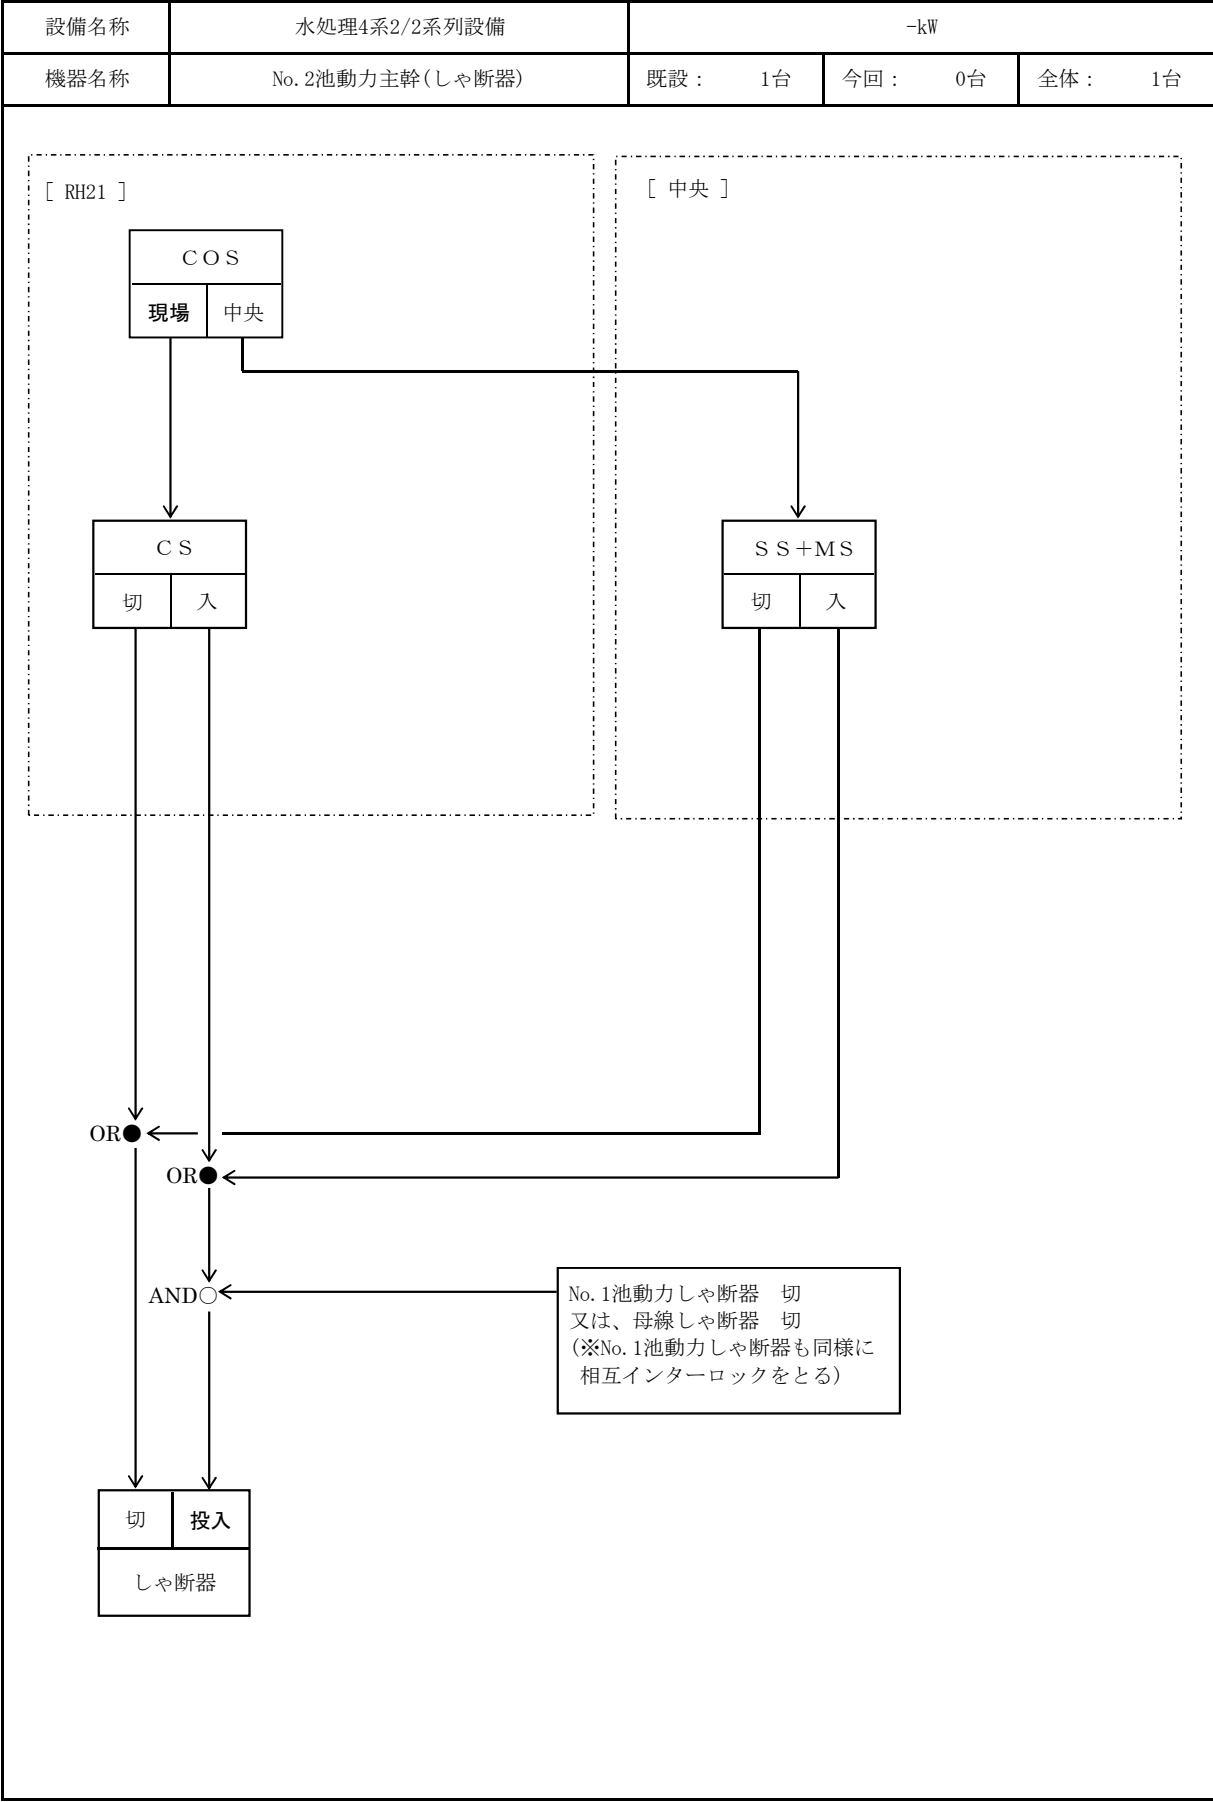 設備名称 水処理4系2/2系列設備 -kW
機器名称 No.2池動力主幹(しゃ断器) 既設： 1台 今回： 0台 全体： 1台
[ RH21 ]
[ 中央 ]
ＣＯＳ
現場 中央
ＣＳ
切 入
ＳＳ＋ＭＳ
切 入
OR
OR
AND
No.1池動力しゃ断器　切
又は、母線しゃ断器　切
(※No.1池動力しゃ断器も同様に
相互インターロックをとる)
切 投入
しゃ断器